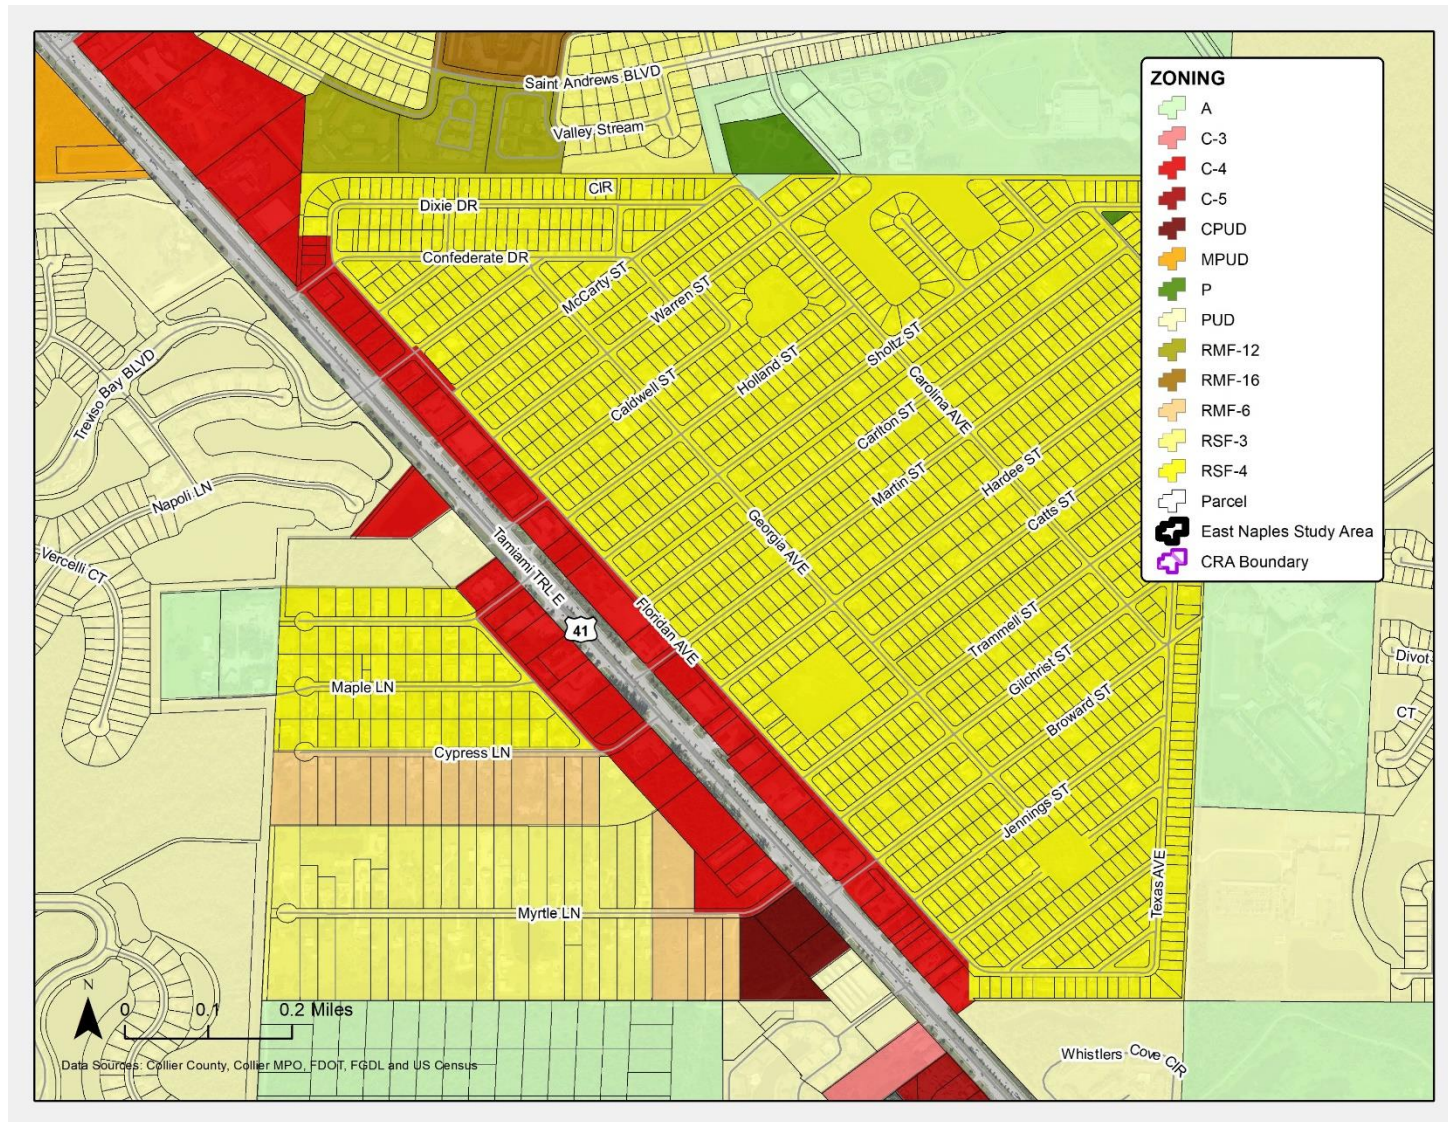 Saint Andrews BLVD
Valley Stream
CIR
Dixie DR
Confederate DR
McCarty ST
Warren ST
Caldwell ST
Holland ST
Sholtz ST
Carolina AVE
Carlton ST
Martin ST
Hardee ST
Catts ST
Georgia AVE
Treviso Bay BLVD
Napoli LN
Vercelli CT
Tamiami TRL E
41
Floridan AVE
Trammell ST
Gilchrist ST
Broward ST
Jennings ST
Texas AVE
Maple LN
Cypress LN
Myrtle LN
Divot
CT
Whistlers Cove CIR
ZONING
A
C-3
C-4
C-5
CPUD
MPUD
P
PUD
RMF-12
RMF-16
RMF-6
RSF-3
RSF-4
Parcel
East Naples Study Area
CRA Boundary
N
0 0.1 0.2 Miles
Data Sources: Collier County, Collier MPO, FDOT, FGDL and US Census